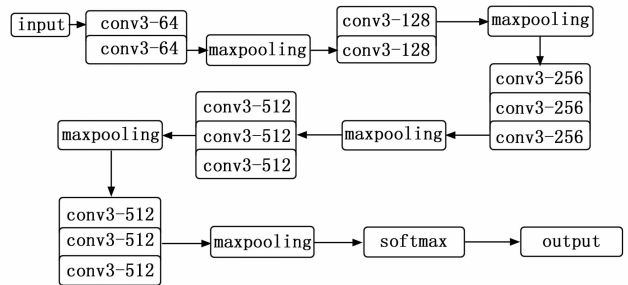 input
conv3-64
conv3-64
maxpooling
conv3-128
conv3-128
maxpooling
conv3-256
conv3-256
conv3-256
maxpooling
conv3-512
conv3-512
conv3-512
maxpooling
conv3-512
conv3-512
conv3-512
maxpooling
softmax
output